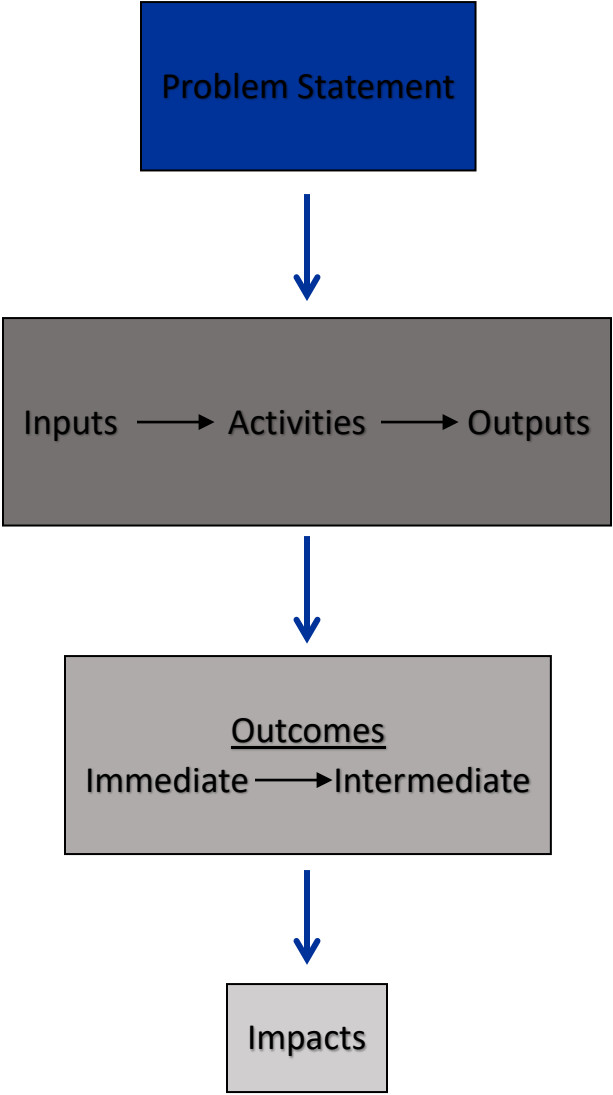 Problem Statement
Inputs Activities Outputs
Outcomes
Immediate Intermediate
Impacts